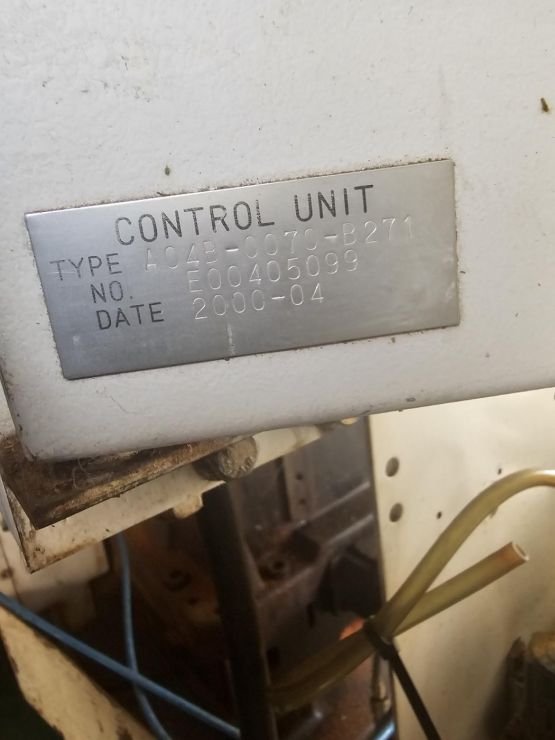 CONTROL UNIT
TYPE A04B-0070-B271
NO. E00405099
DATE 2000-04